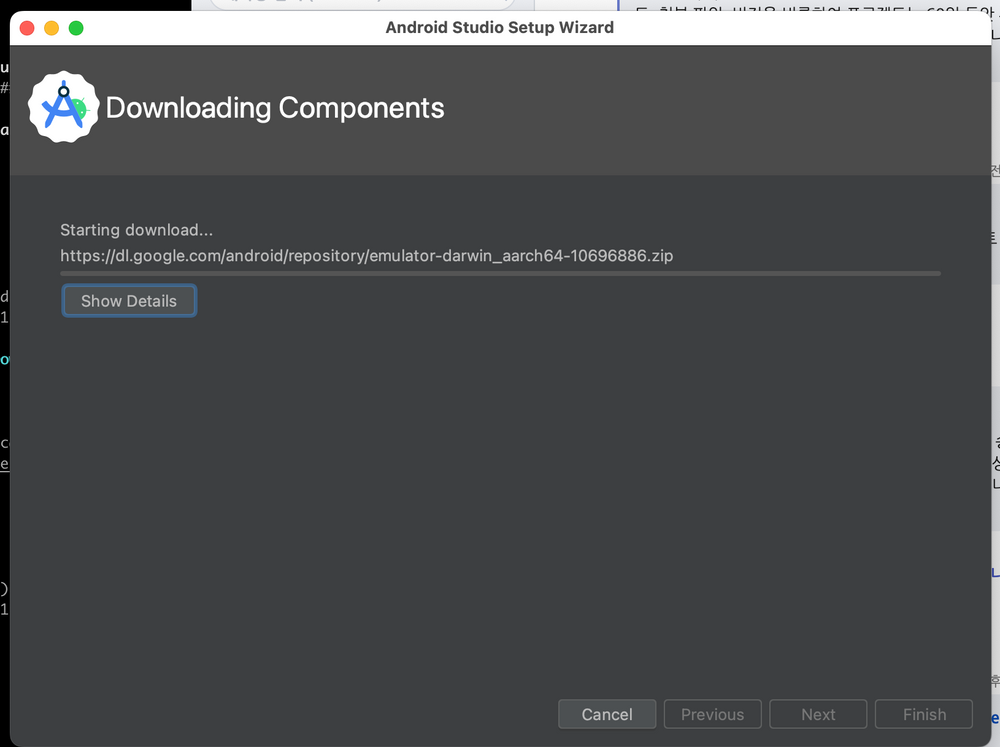 Android Studio Setup Wizard
Downloading Components
Starting download...
https://dl.google.com/android/repository/emulator-darwin_aarch64-10696886.zip
Show Details
Cancel
Previous
Next
Finish